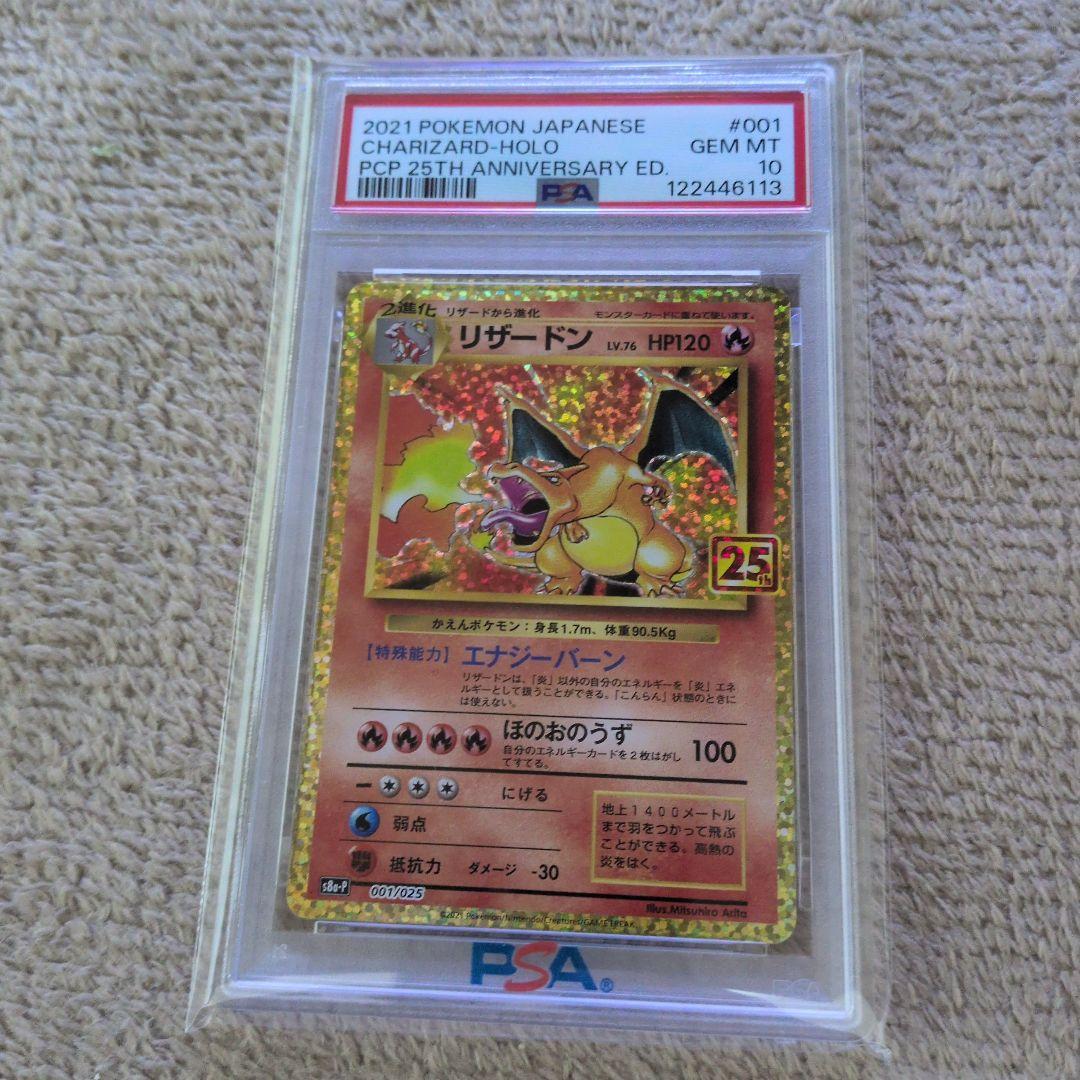 2021 POKEMON JAPANESE #001
CHARIZARD-HOLO GEM MT
PCP 25TH ANNIVERSARY ED. 10
PSA 122446113
2進化 リザードから進化 モンスターカードに重ねて使います。
リザードン LV.76 HP120
25th
かえんポケモン：身長1.7m、体重90.5Kg
【特殊能力】 エナジーバーン
リザードンは、「炎」以外の自分のエネルギーを「炎」エネ
ルギーとして扱うことができる。「こんらん」状態のときに
は使えない。
ほのおのうず 100
自分のエネルギーカードを2枚はがし
てすてる。
ー にげる
弱点
抵抗力 ダメージ -30
地上1400メートル
まで羽をつかって飛ぶ
ことができる。高熱の
炎をはく。
s8a-P 001/025
Illus.Mitsuhiro Arita
©2021 Pokémon/Nintendo/Creatures/GAME FREAK
PSA®
PSA